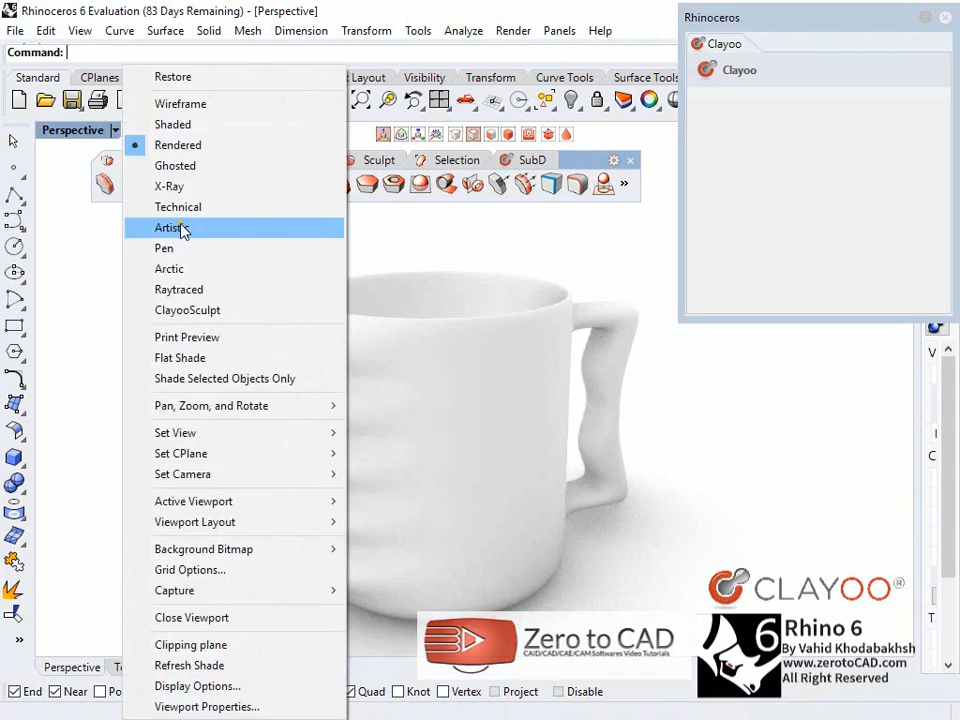 Rhinoceros 6 Evaluation (83 Days Remaining) - [Perspective]
File Edit View Curve Surface Solid Mesh Dimension Transform Tools Analyze Render Panels Help
Command:
Standard CPlanes Layout Visibility Transform Curve Tools Surface Tools
Perspective
Sculpt Selection SubD
Rhinoceros
Clayoo
Clayoo
Restore
Wireframe
Shaded
Rendered
Ghosted
X-Ray
Technical
Artistic
Pen
Arctic
Raytraced
ClayooSculpt
Print Preview
Flat Shade
Shade Selected Objects Only
Pan, Zoom, and Rotate
Set View
Set CPlane
Set Camera
Active Viewport
Viewport Layout
Background Bitmap
Grid Options...
Capture
Close Viewport
Clipping plane
Refresh Shade
Display Options...
Viewport Properties...
CLAYOO®
Zero to CAD
CAID/CAD/CAE/CAM Softwares Video Tutorials
6
Rhino 6
By Vahid Khodabakhsh
www.zerotoCAD.com
All Right Reserved
Perspective
End Near Quad Knot Vertex Project Disable